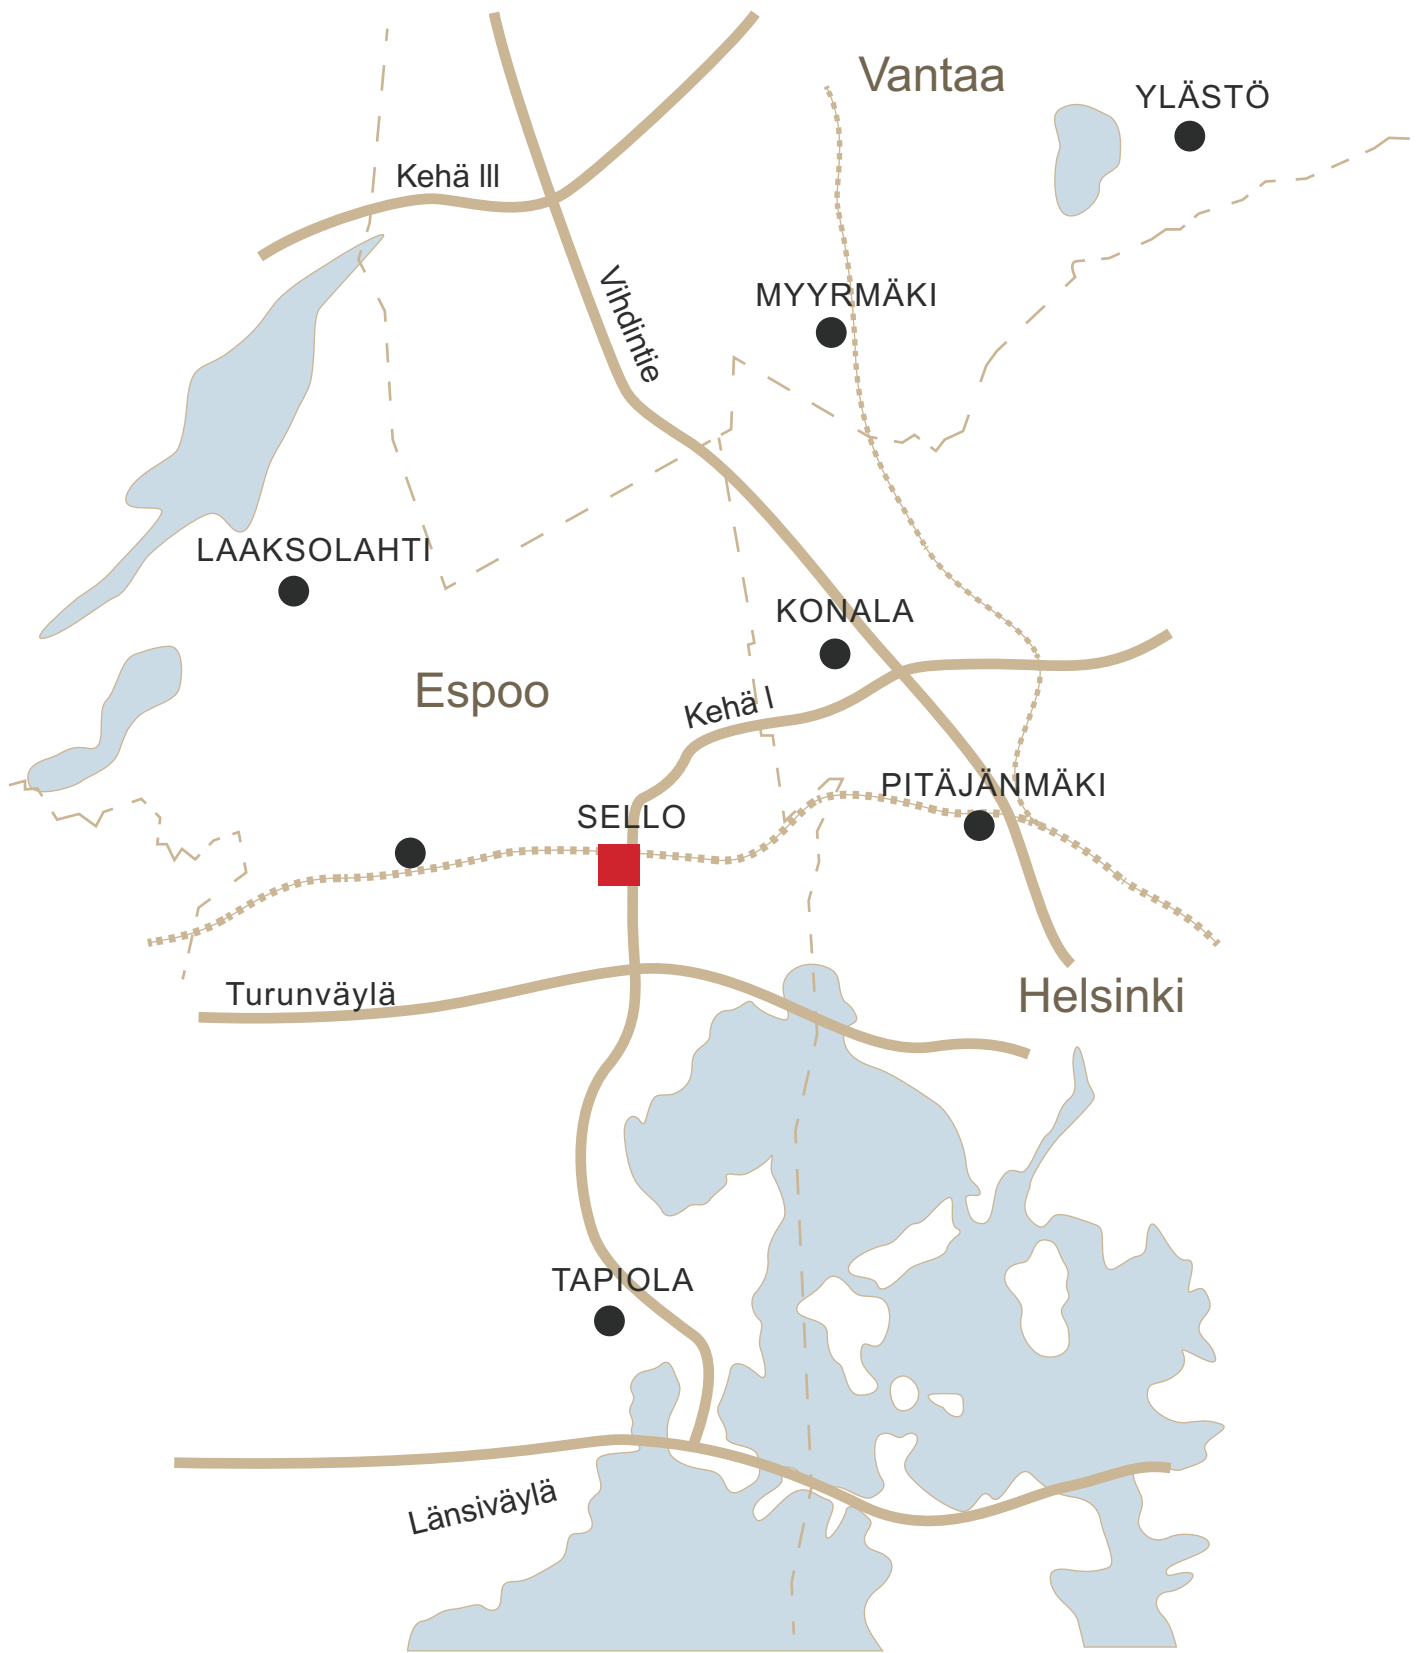 Vantaa
YLÄSTÖ
Kehä III
MYYRMÄKI
Vihdintie
LAAKSOLAHTI
KONALA
Espoo
Kehä I
PITÄJÄNMÄKI
SELLO
Turunväylä
Helsinki
TAPIOLA
Länsiväylä